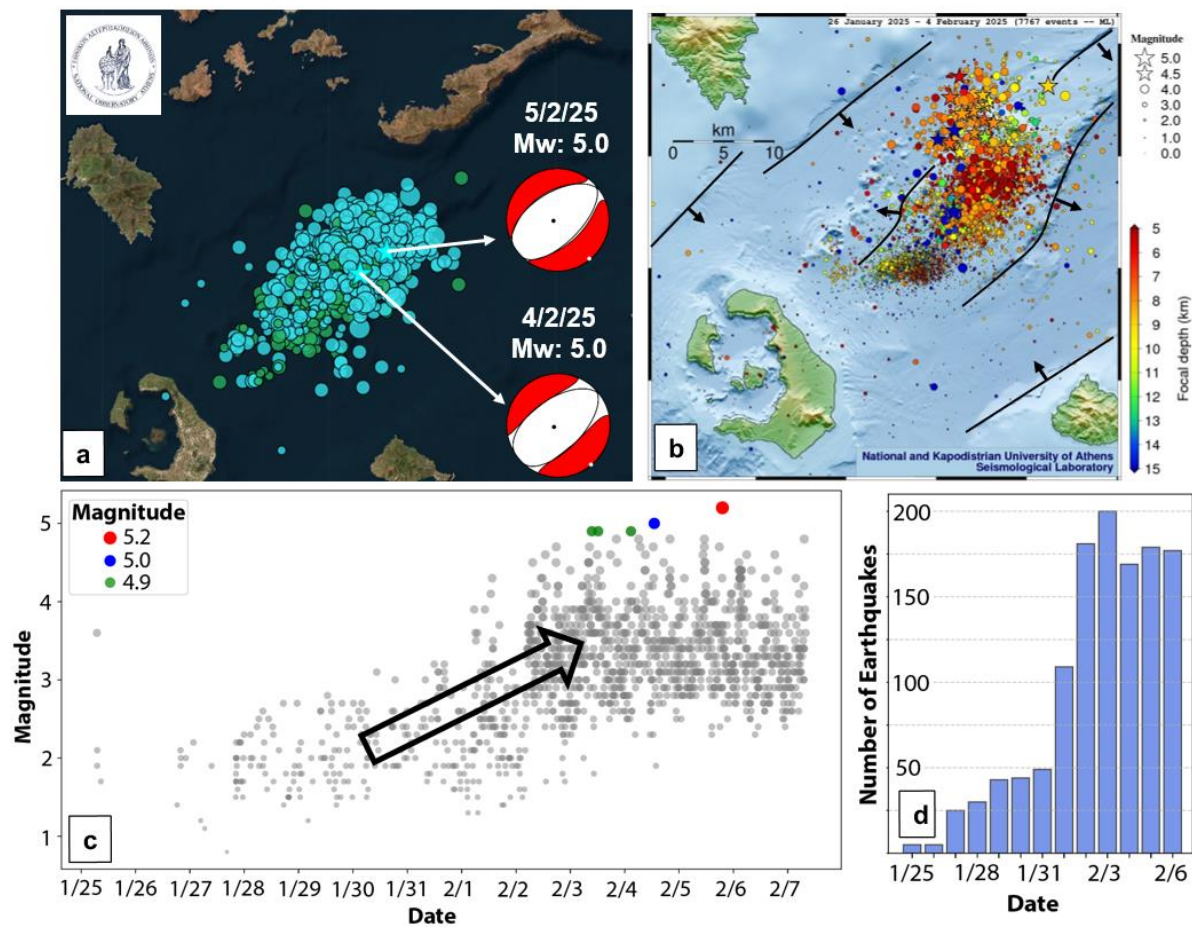 ΕΘΝΙΚΟΝ ΑΣΤΕΡΟΣΚΟΠΕΙΟΝ ΑΘΗΝΩΝ
NATIONAL OBSERVATORY
5/2/25
Mw: 5.0
4/2/25
Mw: 5.0
a
26 January 2025 - 4 February 2025 (7767 events -- ML)
km
0 5 10
Magnitude
5.0
4.5
4.0
3.0
2.0
1.0
0.0
5
6
7
8
9
10
11
12
13
14
15
Focal depth (km)
b
National and Kapodistrian University of Athens
Seismological Laboratory
Magnitude
5.2
5.0
4.9
5
4
3
2
1
Magnitude
c
1/25 1/26 1/27 1/28 1/29 1/30 1/31 2/1 2/2 2/3 2/4 2/5 2/6 2/7
Date
200
150
100
50
Number of Earthquakes
d
1/25 1/28 1/31 2/3 2/6
Date